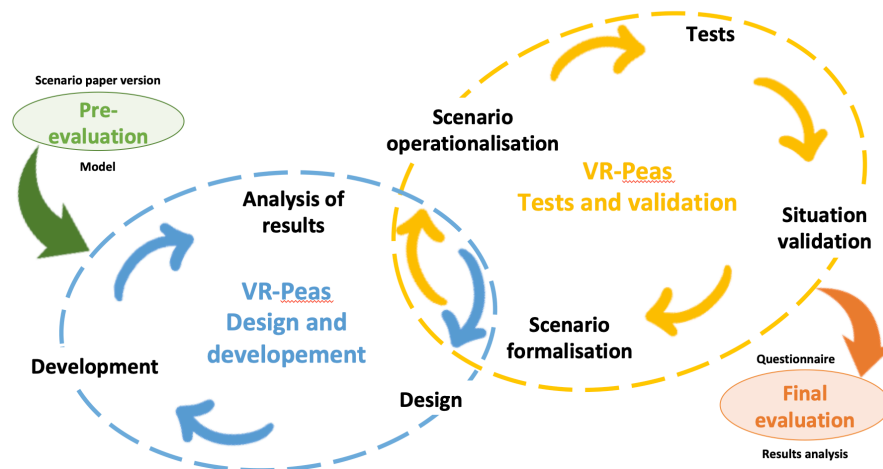 Scenario paper version
Pre-
evaluation
Model
Analysis of
results
VR-Peas
Design and
developement
Development
Design
Scenario
operationalisation
Tests
VR-Peas
Tests and validation
Situation
validation
Scenario
formalisation
Questionnaire
Final
evaluation
Results analysis